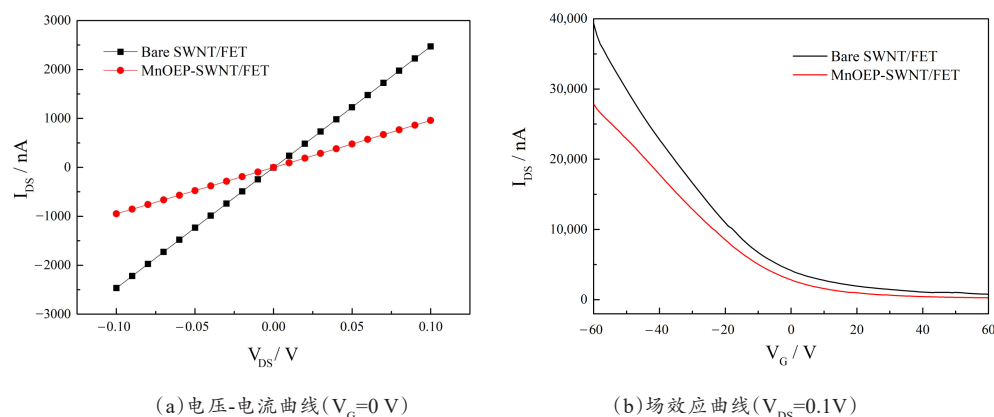 3000
2000
1000
0
−1000
−2000
−3000
I_DS / nA
Bare SWNT/FET
MnOEP-SWNT/FET
−0.10
−0.05
0.00
0.05
0.10
V_DS / V
(a)电压-电流曲线(V_G=0 V)
40,000
30,000
20,000
10,000
0
I_DS / nA
Bare SWNT/FET
MnOEP-SWNT/FET
−60
−40
−20
0
20
40
60
V_G / V
(b)场效应曲线(V_DS=0.1V)